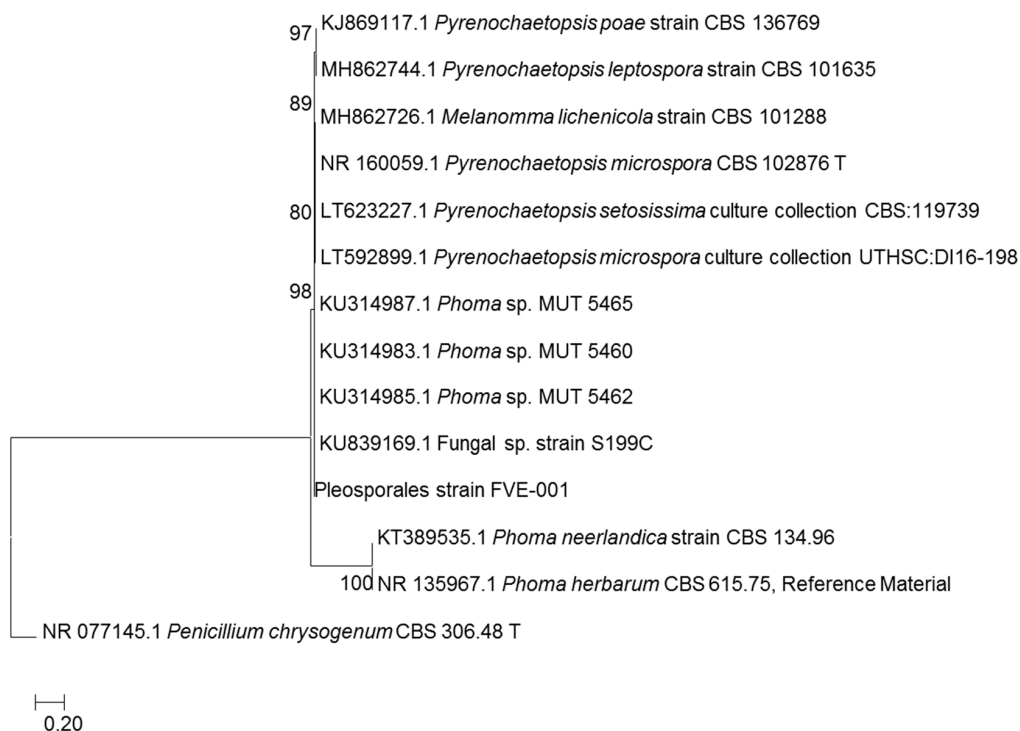 97
KJ869117.1 Pyrenochaetopsis poae strain CBS 136769
MH862744.1 Pyrenochaetopsis leptospora strain CBS 101635
89
MH862726.1 Melanomma lichenicola strain CBS 101288
NR 160059.1 Pyrenochaetopsis microspora CBS 102876 T
80
LT623227.1 Pyrenochaetopsis setosissima culture collection CBS:119739
LT592899.1 Pyrenochaetopsis microspora culture collection UTHSC:DI16-198
98
KU314987.1 Phoma sp. MUT 5465
KU314983.1 Phoma sp. MUT 5460
KU314985.1 Phoma sp. MUT 5462
KU839169.1 Fungal sp. strain S199C
Pleosporales strain FVE-001
KT389535.1 Phoma neerlandica strain CBS 134.96
100
NR 135967.1 Phoma herbarum CBS 615.75, Reference Material
NR 077145.1 Penicillium chrysogenum CBS 306.48 T
0.20